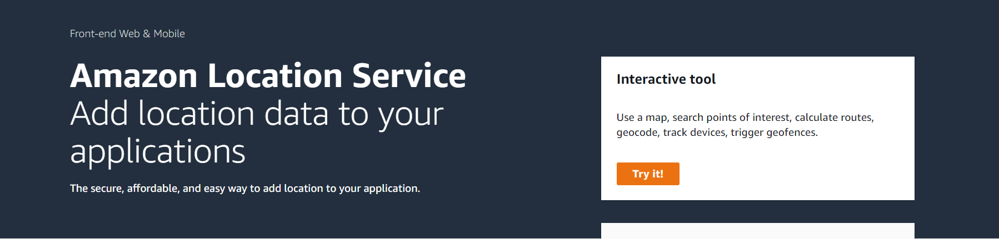 Front-end Web & Mobile
Amazon Location Service
Add location data to your
applications
The secure, affordable, and easy way to add location to your application.
Interactive tool
Use a map, search points of interest, calculate routes,
geocode, track devices, trigger geofences.
Try it!